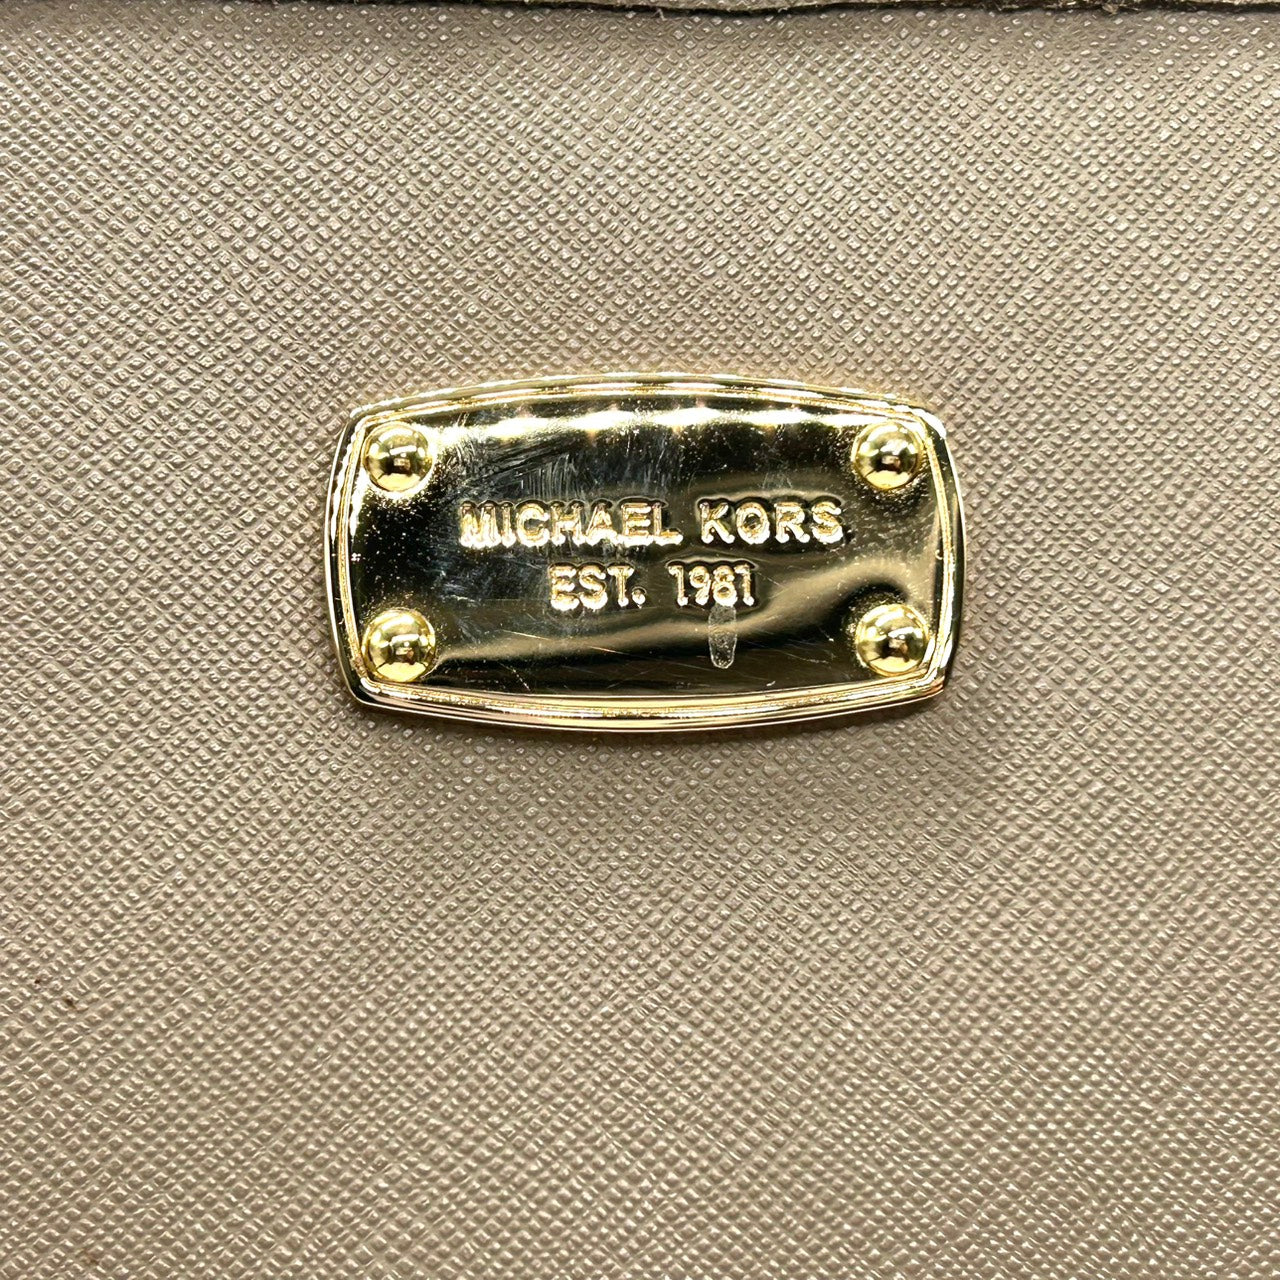 MICHAEL KORS
EST. 1981